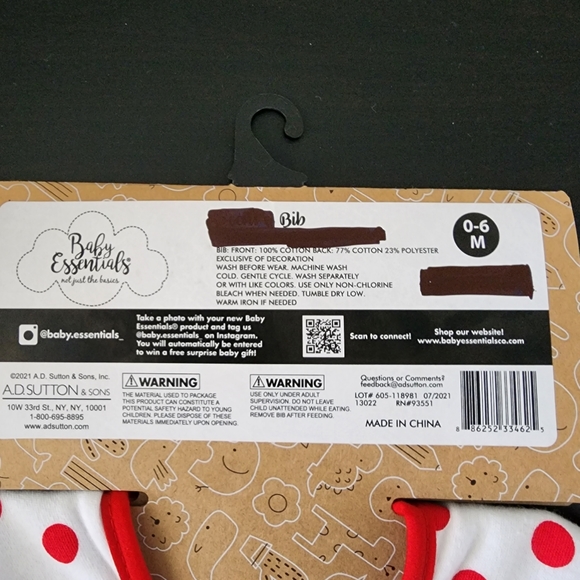 Bib
0-6
M
Baby
Essentials®
not just the basics
BIB: FRONT: 100% COTTON BACK: 77% COTTON 23% POLYESTER
EXCLUSIVE OF DECORATION
WASH BEFORE WEAR. MACHINE WASH
COLD. GENTLE CYCLE. WASH SEPARATELY
OR WITH LIKE COLORS. USE ONLY NON-CHLORINE
BLEACH WHEN NEEDED. TUMBLE DRY LOW.
WARM IRON IF NEEDED
@baby.essentials_
Take a photo with your new Baby
Essentials® product and tag us
@baby.essentials_ on Instagram.
You will automatically be entered
to win a free surprise baby gift!
Scan to connect!
Shop our website!
www.babyessentialsco.com
©2021 A.D. Sutton & Sons, Inc.
A.D. SUTTON & SONS
10W 33rd St., NY, NY, 10001
1-800-695-8895
www.adsutton.com
WARNING
THE MATERIAL USED TO PACKAGE
THIS PRODUCT CAN CONSTITUTE A
POTENTIAL SAFETY HAZARD TO YOUNG
CHILDREN. PLEASE DISPOSE OF THESE
MATERIALS IMMEDIATELY UPON OPENING.
WARNING
USE ONLY UNDER ADULT
SUPERVISION. DO NOT LEAVE
CHILD UNATTENDED WHILE EATING
REMOVE BIB AFTER FEEDING.
Questions or Comments?
feedback@adsutton.com
LOT# 605-118981 07/2021
13022 RN#93551
MADE IN CHINA
8 86252 33462 5